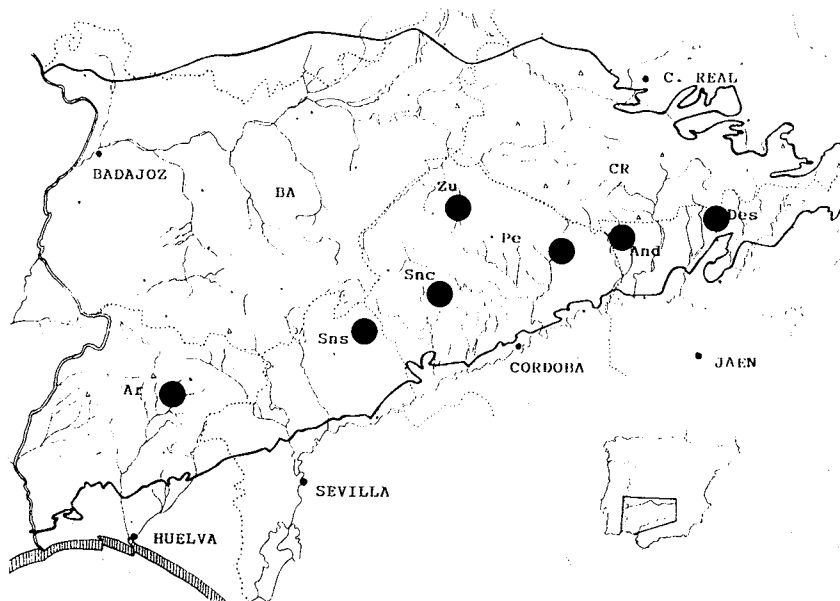 C. REAL
BADAJOZ
BA
CR
Zu
Des
Pe
And
Snc
Sns
CORDOBA
JAEN
Ar
SEVILLA
HUELVA